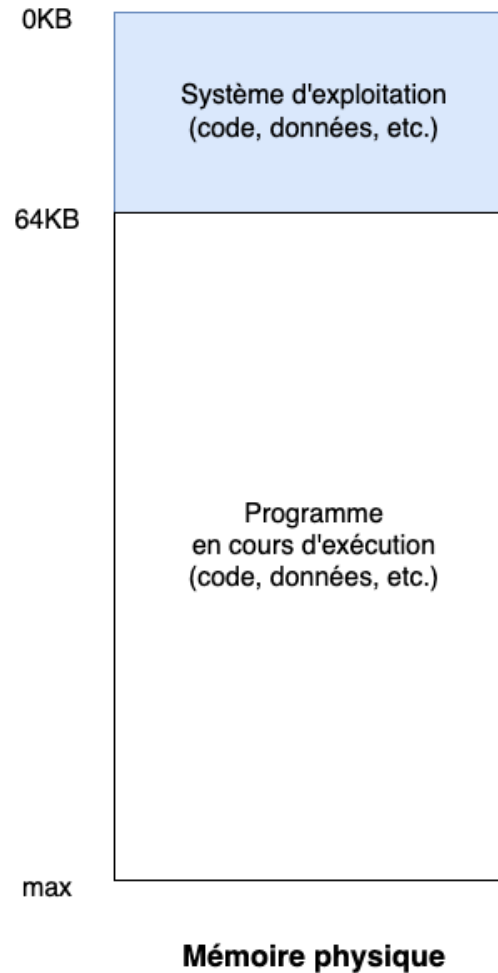 0KB
Système d'exploitation
(code, données, etc.)
64KB
Programme
en cours d'exécution
(code, données, etc.)
max
Mémoire physique